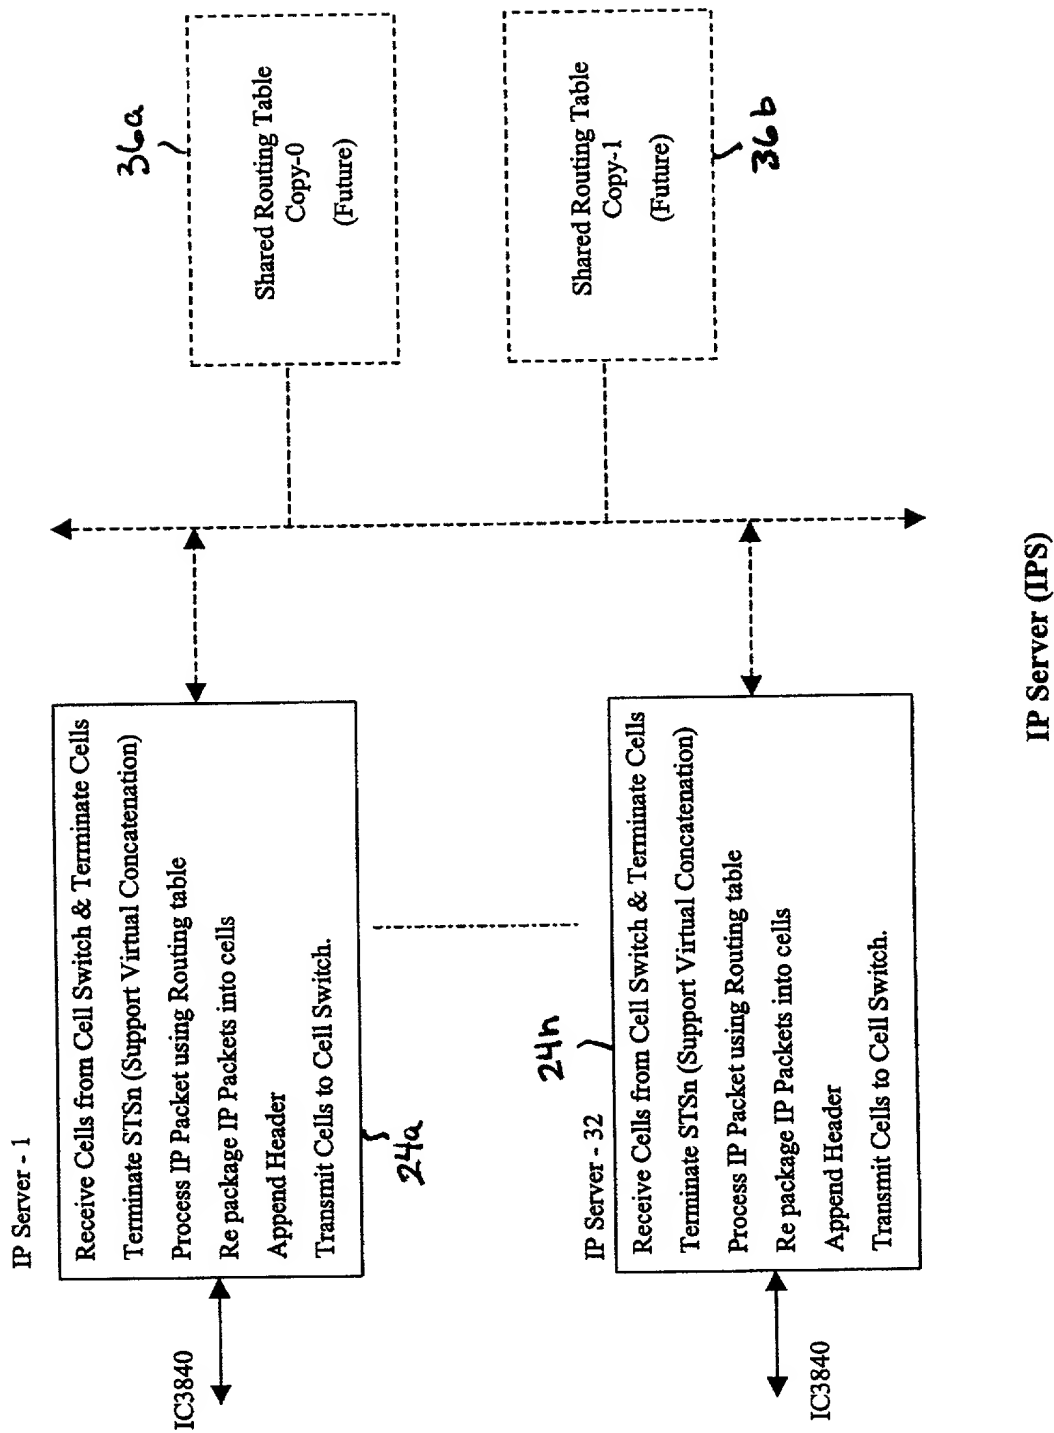 IP Server - 1
Receive Cells from Cell Switch & Terminate Cells
Terminate STSn (Support Virtual Concatenation)
Process IP Packet using Routing table
Re package IP Packets into cells
Append Header
Transmit Cells to Cell Switch.
24a
IC3840
36a
Shared Routing Table
Copy-0
(Future)
IP Server - 32
24n
Receive Cells from Cell Switch & Terminate Cells
Terminate STSn (Support Virtual Concatenation)
Process IP Packet using Routing table
Re package IP Packets into cells
Append Header
Transmit Cells to Cell Switch.
IC3840
Shared Routing Table
Copy-1
(Future)
36b
IP Server (IPS)